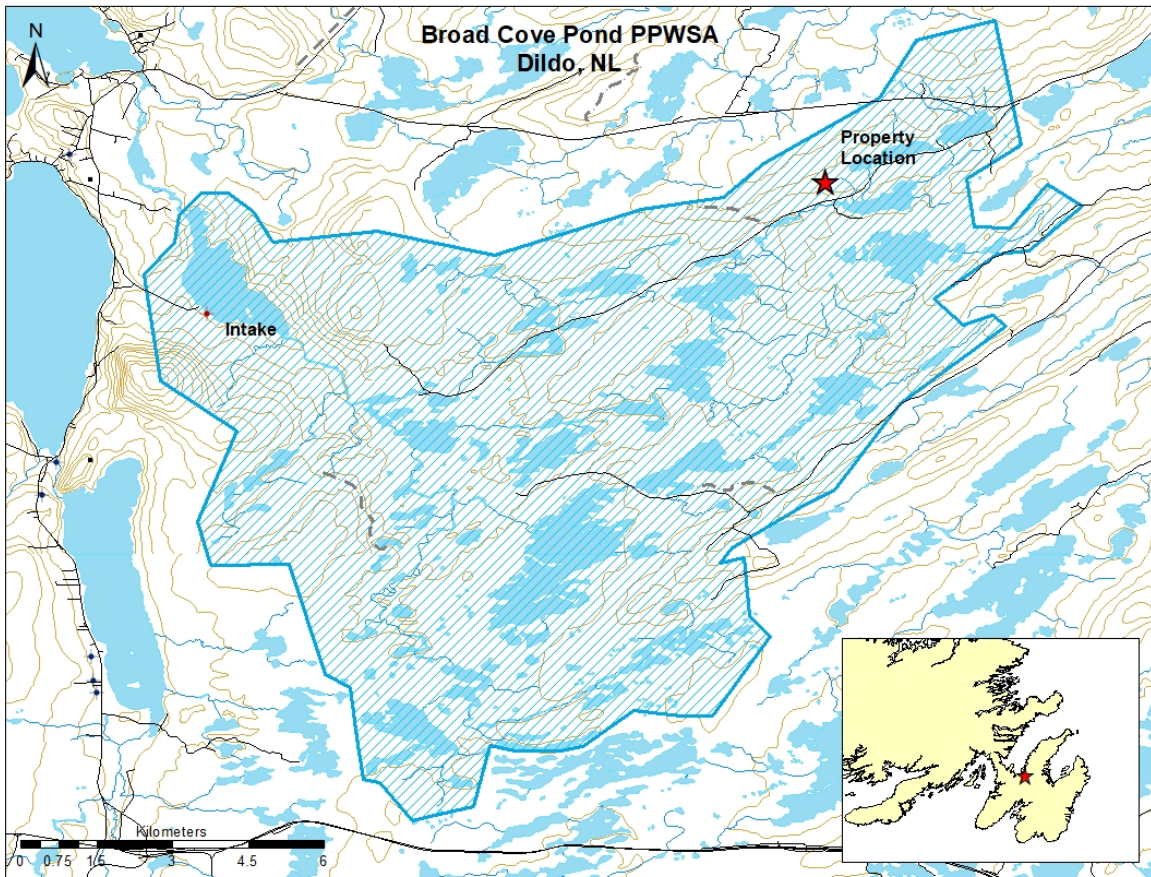 Broad Cove Pond PPWSA
Dildo, NL
N
Property
Location
Intake
Kilometers
0 0.75 1.5 3 4.5 6